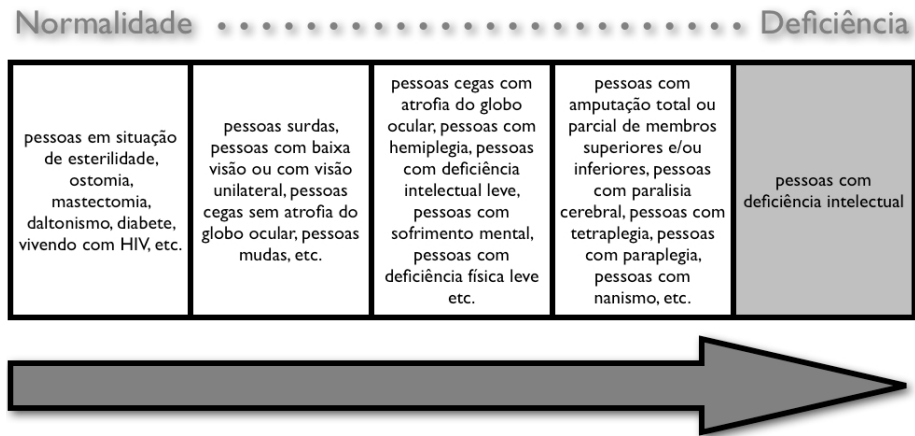 Normalidade
Deficiência
pessoas em situação
de esterilidade,
ostomia,
mastectomia,
daltonismo, diabete,
vivendo com HIV, etc.
pessoas surdas,
pessoas com baixa
visão ou com visão
unilateral, pessoas
cegas sem atrofia do
globo ocular, pessoas
mudas, etc.
pessoas cegas com
atrofia do globo
ocular, pessoas com
hemiplegia, pessoas
com deficiência
intelectual leve,
pessoas com
sofrimento mental,
pessoas com
deficiência física leve
etc.
pessoas com
amputação total ou
parcial de membros
superiores e/ou
inferiores, pessoas
com paralisia
cerebral, pessoas com
tetraplegia, pessoas
com paraplegia,
pessoas com
nanismo, etc.
pessoas com
deficiência intelectual